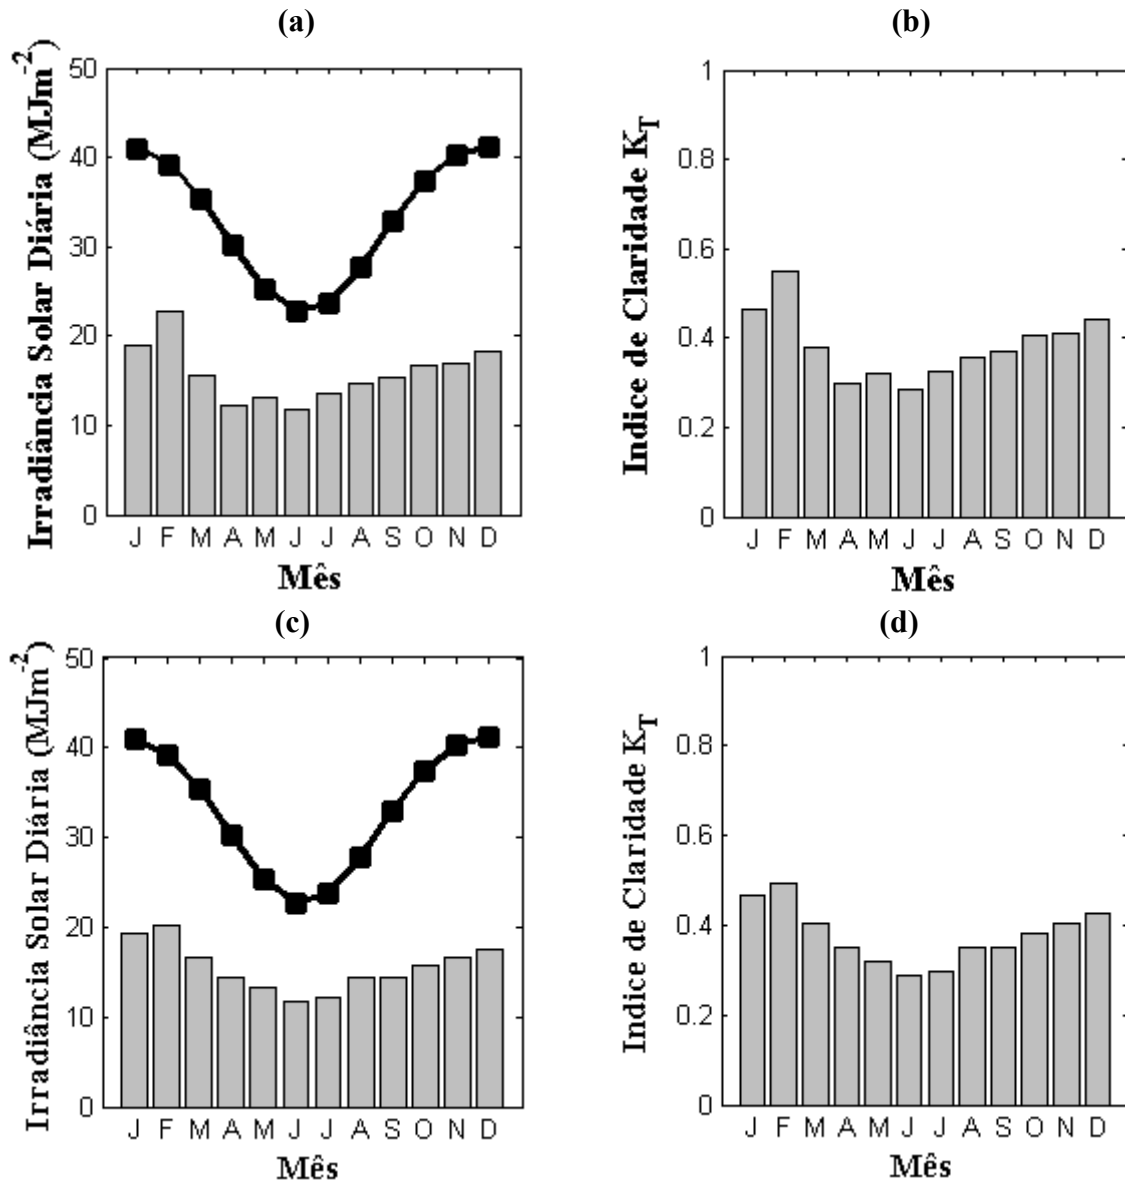 (a)
Irradiância Solar Diária (MJm-2
50
40
30
20
10
0
J F M A M J J A S O N D
Mês
(b)
Indice de Claridade KT
1
0.8
0.6
0.4
0.2
0
J F M A M J J A S O N D
Mês
(c)
Irradiância Solar Diária (MJm-2
50
40
30
20
10
0
J F M A M J J A S O N D
Mês
(d)
Indice de Claridade KT
1
0.8
0.6
0.4
0.2
0
J F M A M J J A S O N D
Mês